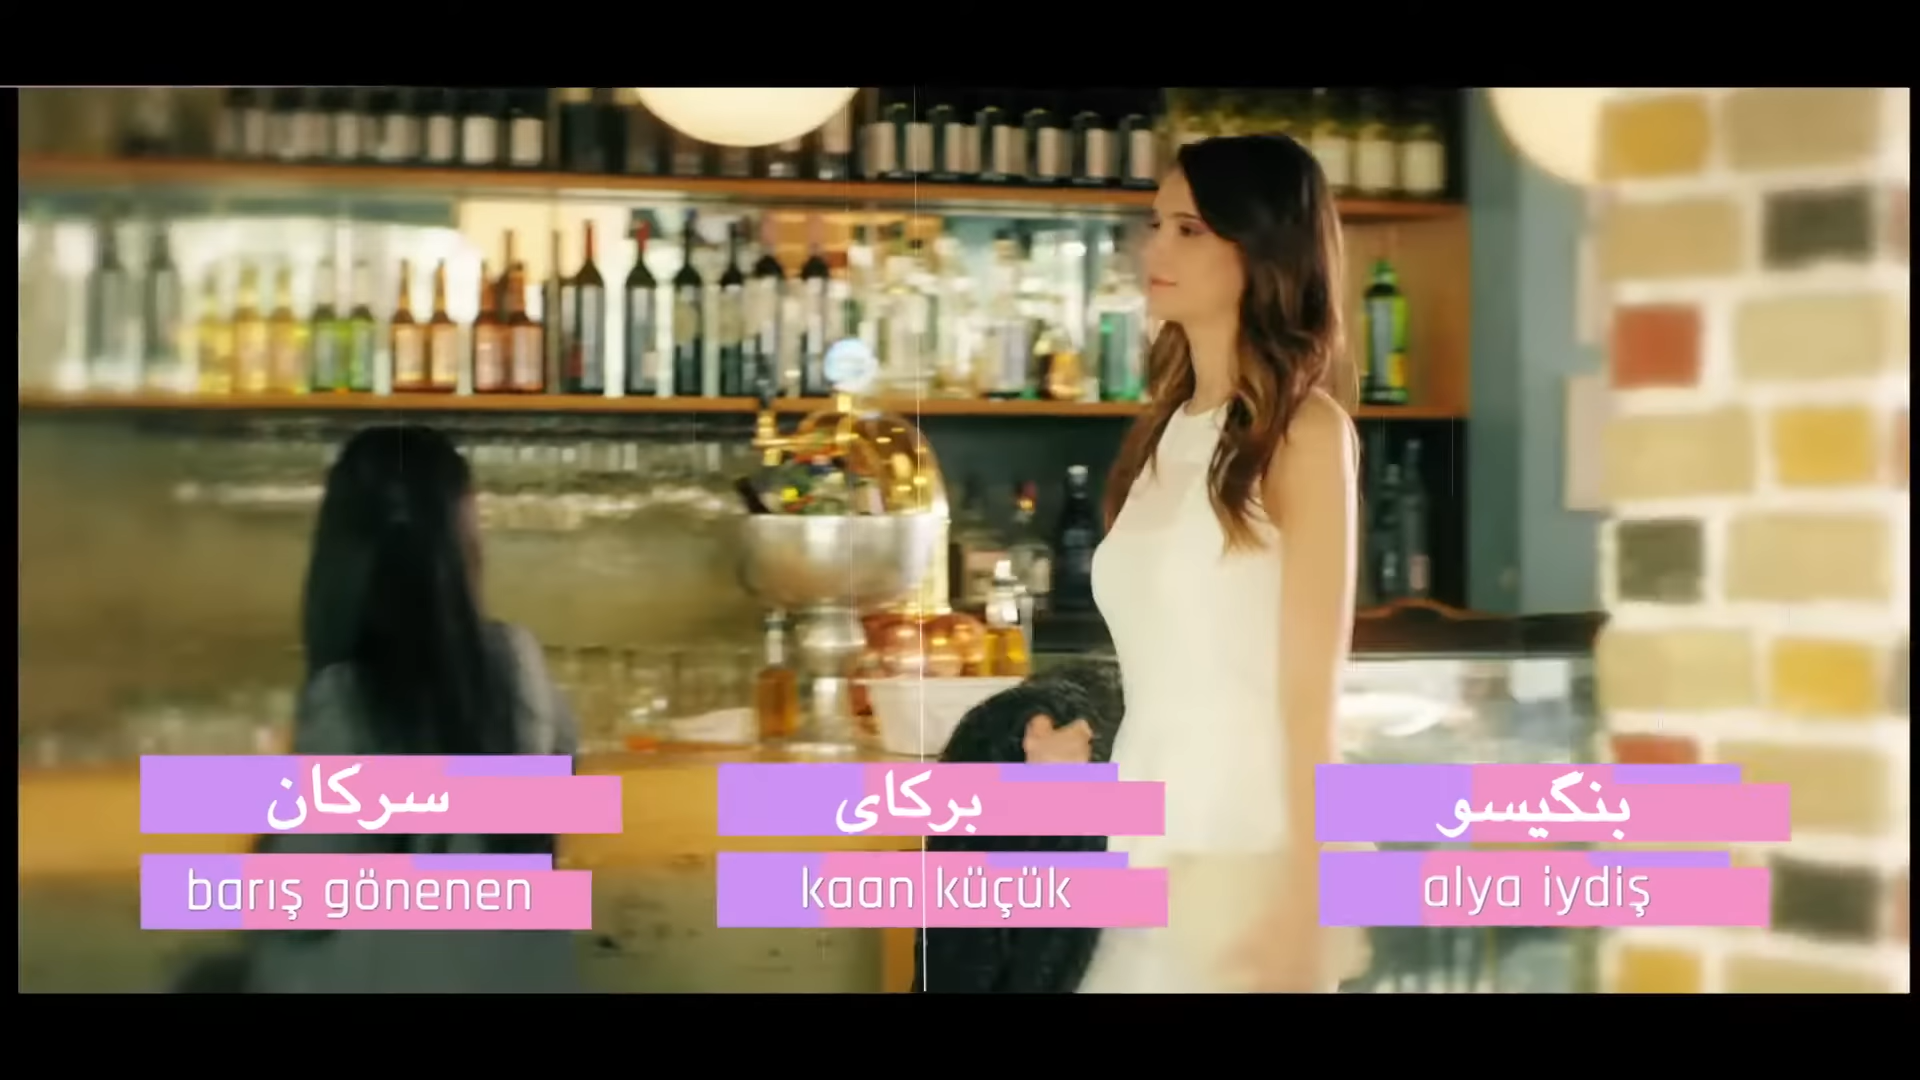 سرکان
barış gönenen
برکای
kaan küçük
بنگیسو
alya iydiş